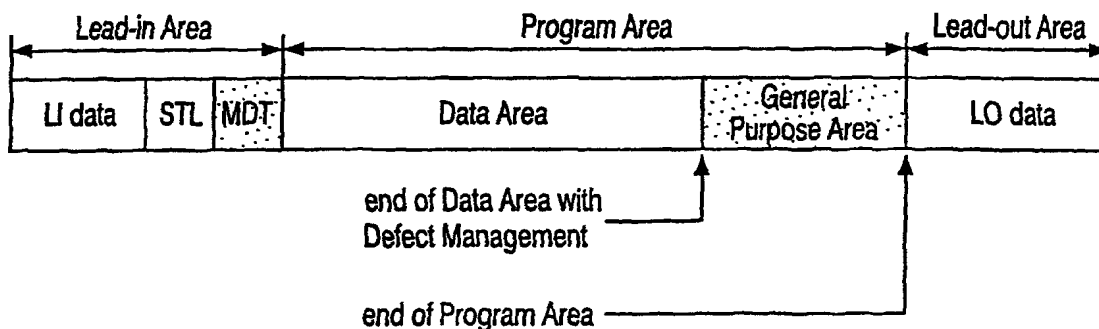 Lead-in Area
Program Area
Lead-out Area
LI data
STL
MDT
Data Area
General
Purpose Area
LO data
end of Data Area with
Defect Management
end of Program Area